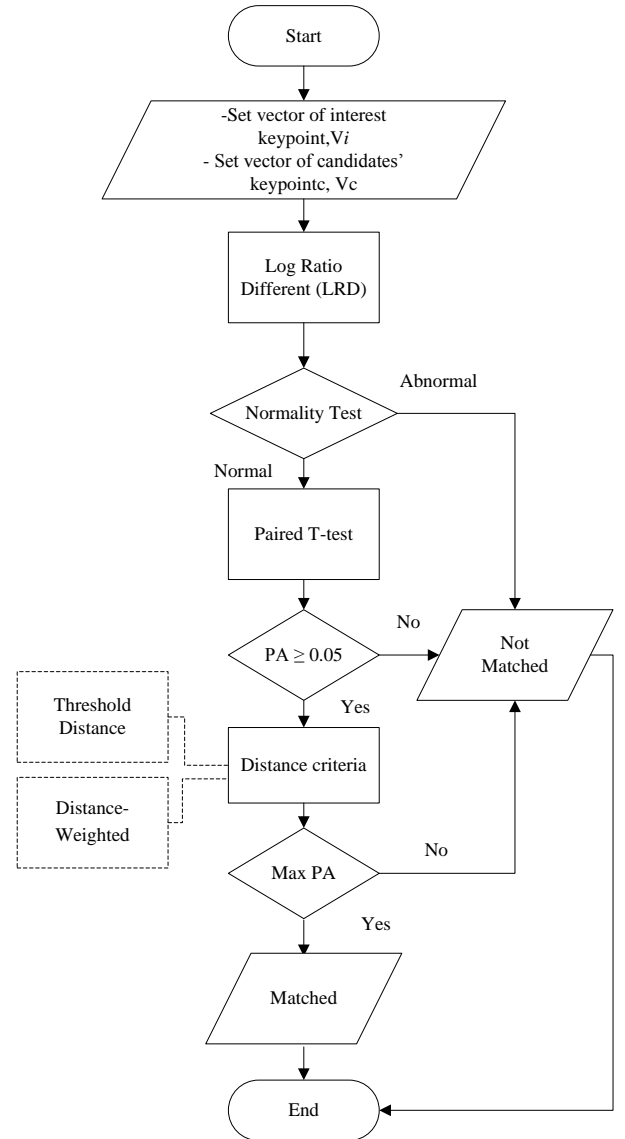 Start
-Set vector of interest
keypoint,Vi
- Set vector of candidates’
keypointc, Vc
Log Ratio
Different (LRD)
Abnormal
Normality Test
Normal
Paired T-test
No
PA ≥ 0.05
Not
Matched
Yes
Threshold
Distance
Distance criteria
Distance-
Weighted
No
Max PA
Yes
Matched
End